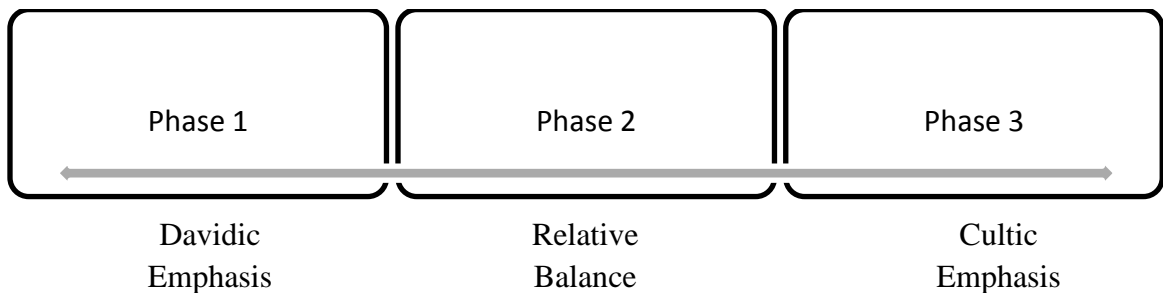 Phase 1 Phase 2 Phase 3
Davidic Relative Cultic
Emphasis Balance Emphasis